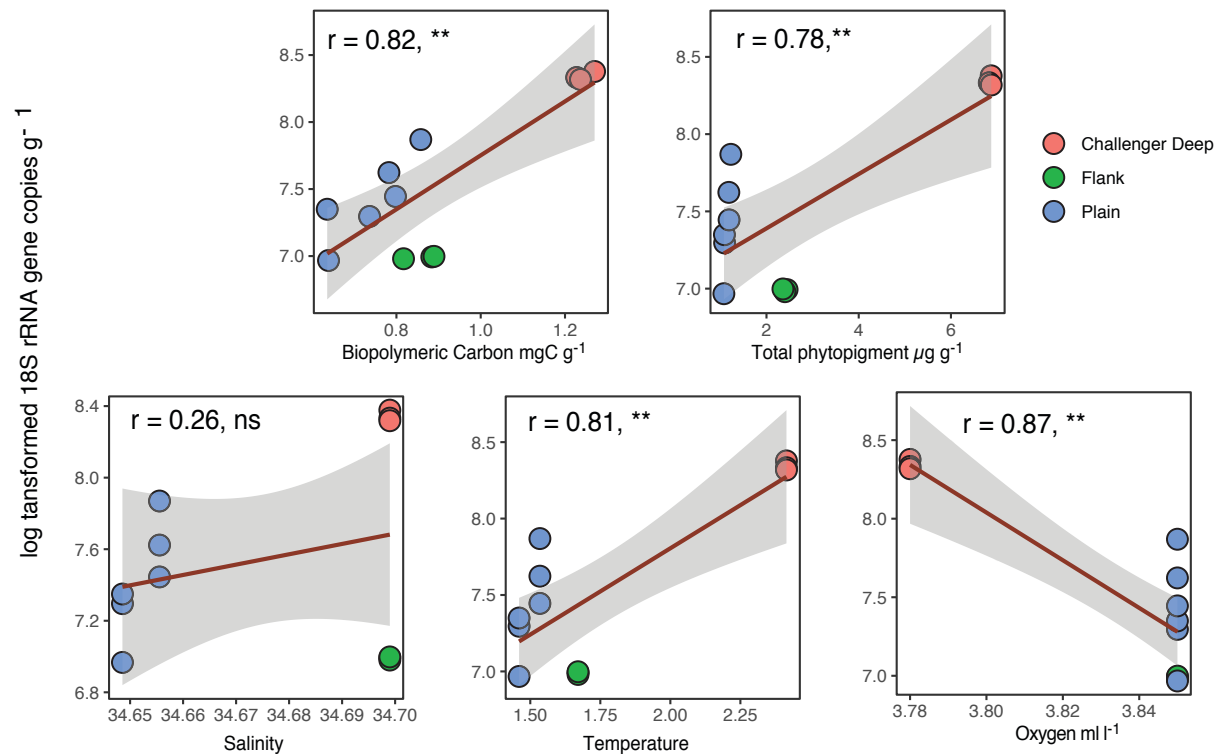 log tansformed 18S rRNA gene copies g- 1
r = 0.82, **
8.5
8.0
7.5
7.0
0.8 1.0 1.2
Biopolymeric Carbon mgC g-1
r = 0.78,**
8.5
8.0
7.5
7.0
2 4 6
Total phytopigment µg g-1
Challenger Deep
Flank
Plain
r = 0.26, ns
8.4
8.0
7.6
7.2
6.8
34.65 34.66 34.67 34.68 34.69 34.70
Salinity
r = 0.81, **
8.5
8.0
7.5
7.0
1.50 1.75 2.00 2.25
Temperature
r = 0.87, **
8.5
8.0
7.5
7.0
3.78 3.80 3.82 3.84
Oxygen ml l-1